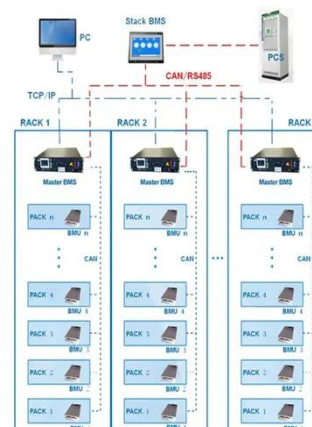 PC
Stack BMS
PCS
CAN/RS485
TCP/IP
RACK 1
RACK 2
RACK
Master BMS
Master BMS
Master BMS
PACK n
BMU n
PACK n
BMU n
PACK n
BMU n
CAN
CAN
CAN
PACK 4
BMU 4
PACK 4
BMU 4
PACK 4
BMU 4
PACK 3
BMU 3
PACK 3
BMU 3
PACK 3
BMU 3
PACK 2
BMU 2
PACK 2
BMU 2
PACK 2
BMU 2
PACK 1
PACK 1
PACK 1